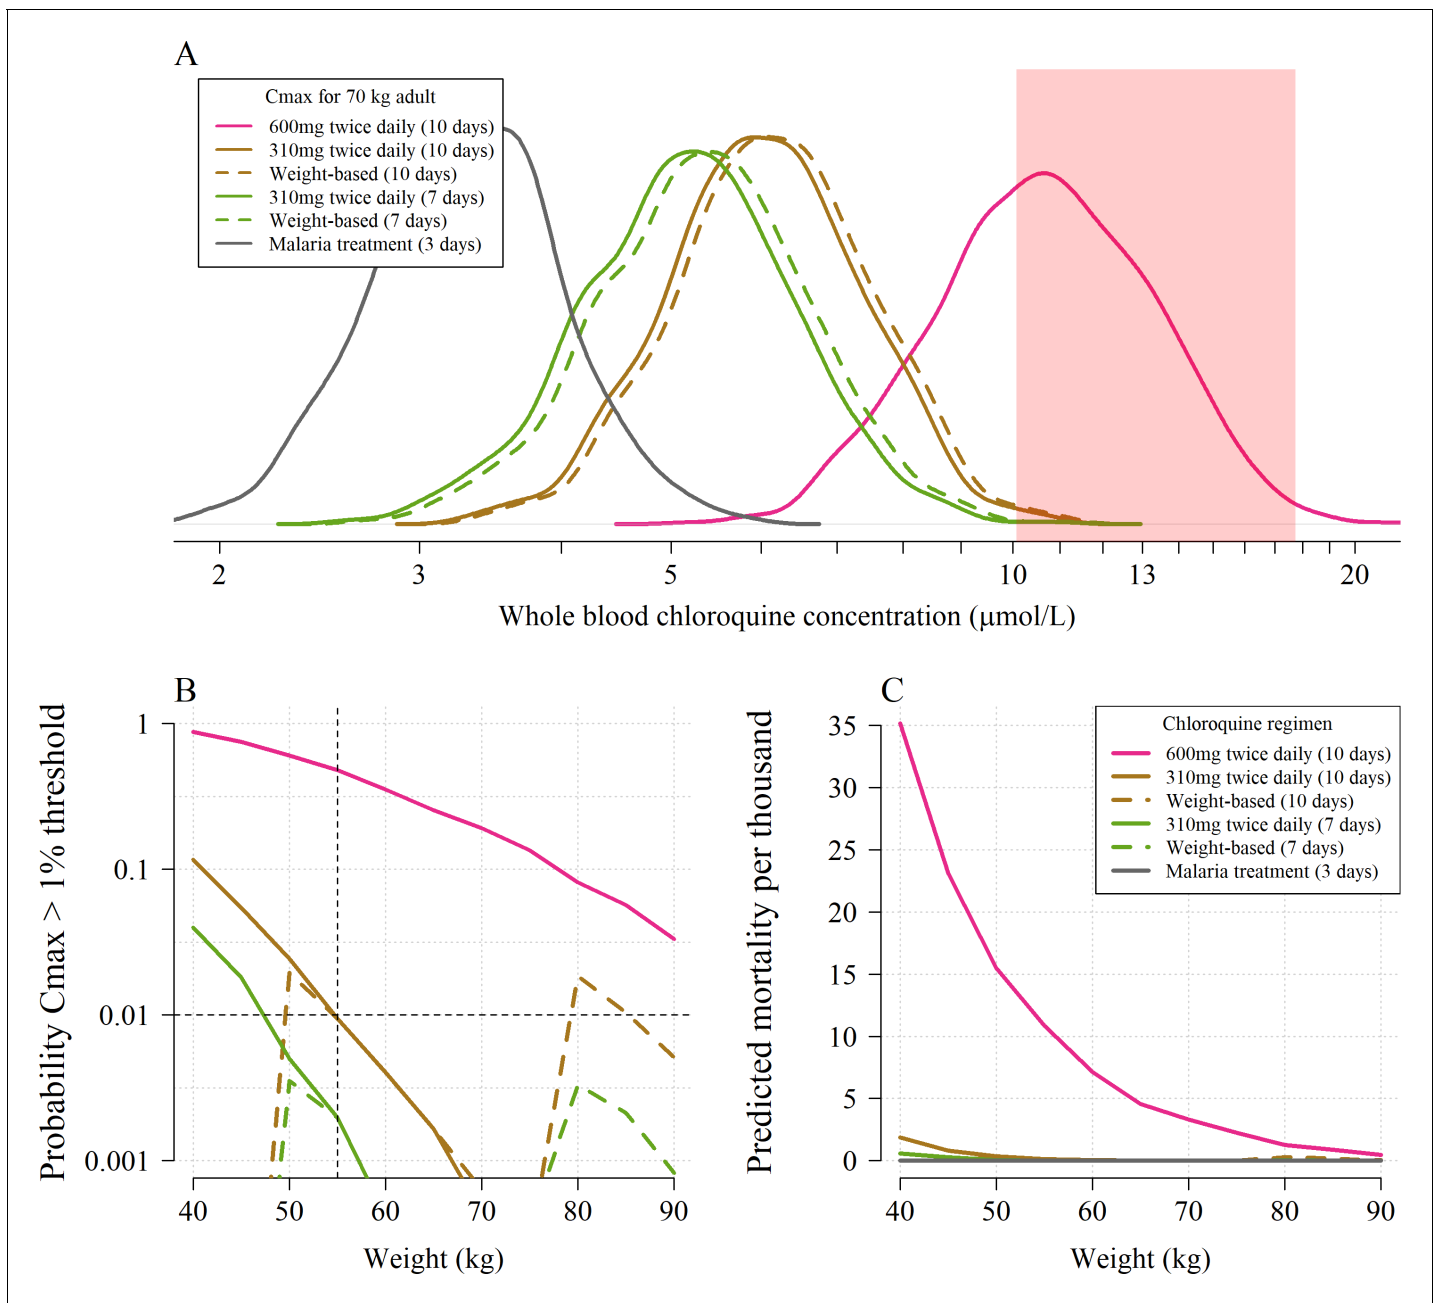 A
Cmax for 70 kg adult
600mg twice daily (10 days)
310mg twice daily (10 days)
Weight-based (10 days)
310mg twice daily (7 days)
Weight-based (7 days)
Malaria treatment (3 days)
2 3 5 10 13 20
Whole blood chloroquine concentration (μmol/L)
B
Probability Cmax > 1% threshold
1
0.1
0.01
0.001
40 50 60 70 80 90
Weight (kg)
C
Predicted mortality per thousand
35
30
25
20
15
10
5
0
Chloroquine regimen
600mg twice daily (10 days)
310mg twice daily (10 days)
Weight-based (10 days)
310mg twice daily (7 days)
Weight-based (7 days)
Malaria treatment (3 days)
40 50 60 70 80 90
Weight (kg)